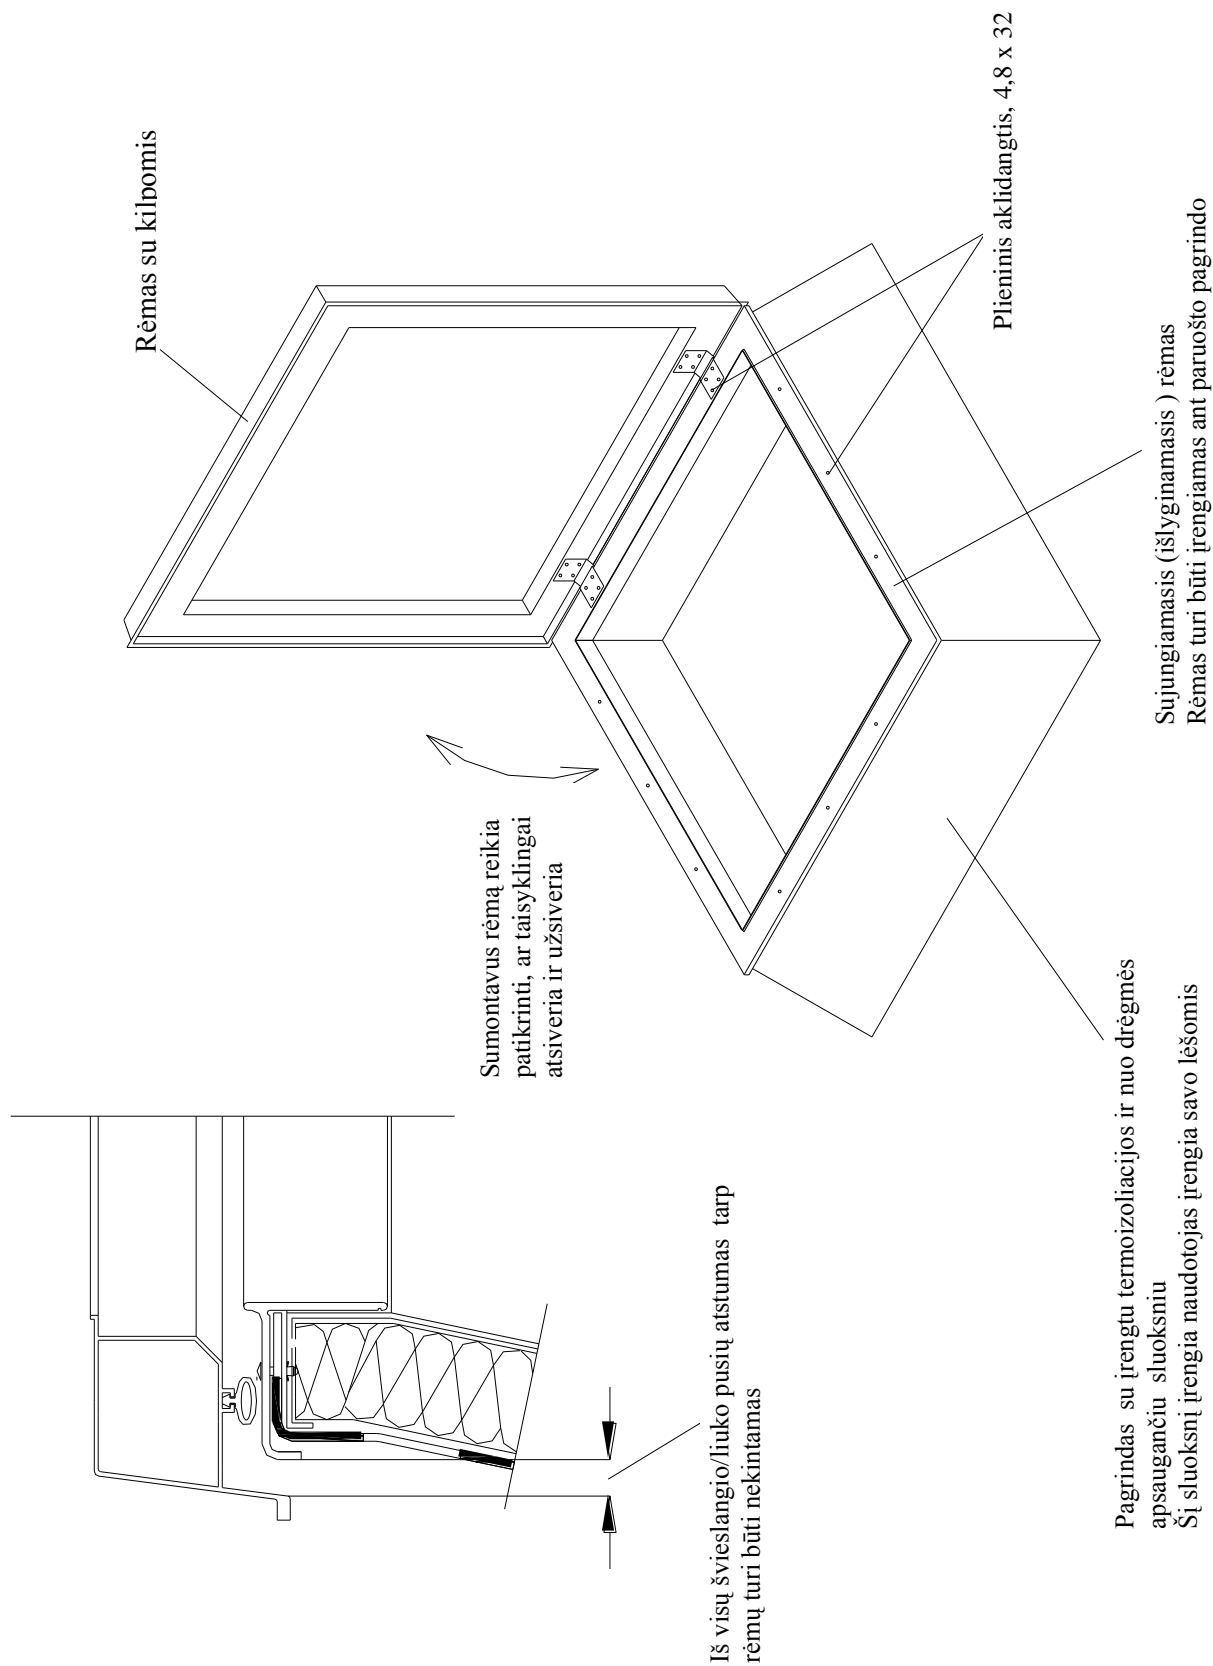 Rėmas su kilpomis
Plieninis aklidangtis, 4,8 x 32
Sumontavus rėmą reikia
patikrinti, ar taisyklingai
atsiveria ir užsiveria
Sujungiamasis (išlyginamasis ) rėmas
Rėmas turi būti įrengiamas ant paruošto pagrindo
Iš visų švieslangio/liuko pusių atstumas tarp
rėmų turi būti nekintamas
Pagrindas su įrengtu termoizoliacijos ir nuo drėgmės
apsaugančiu sluoksniu
Šį sluoksnį įrengia naudotojas įrengia savo lėšomis